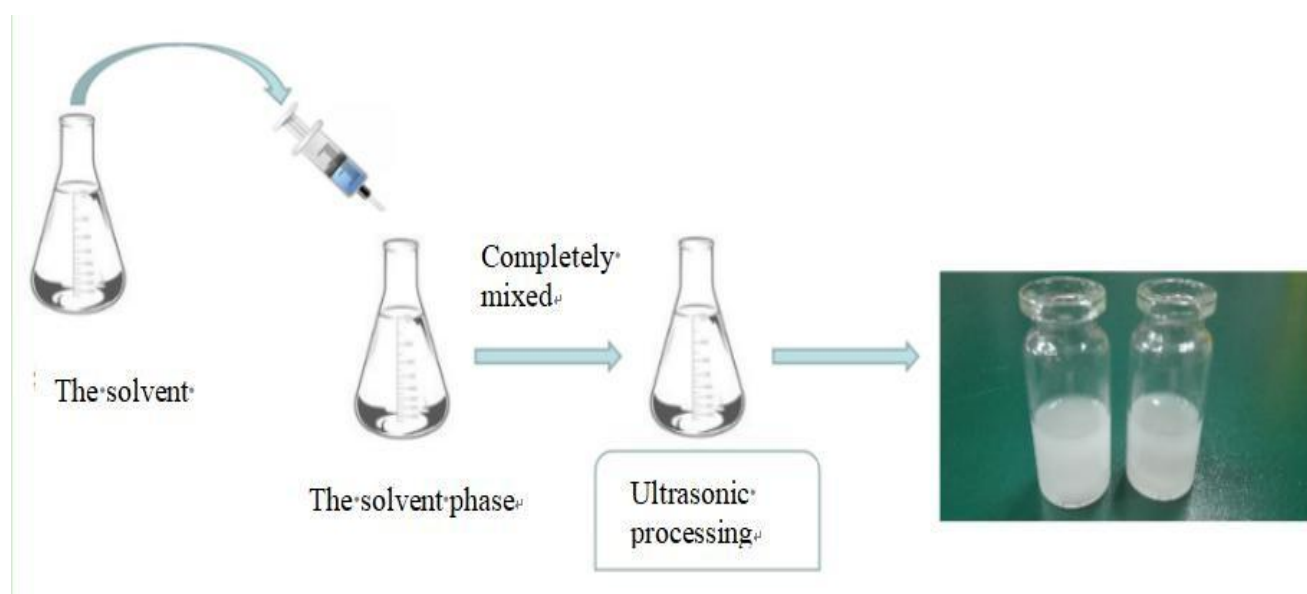 The solvent
The solvent phase
Completely
mixed
Ultrasonic
processing